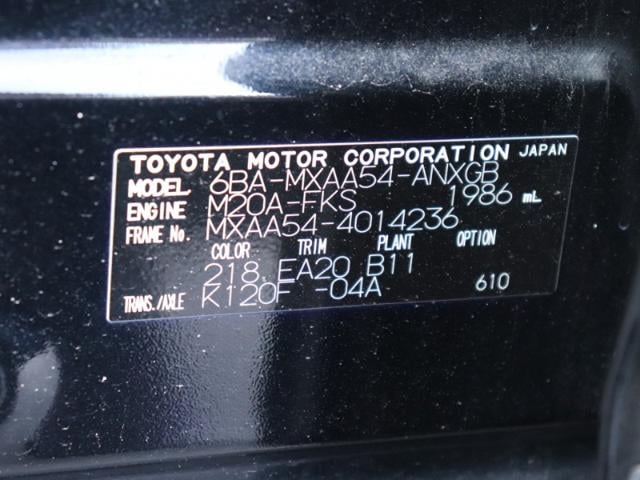 TOYOTA MOTOR CORPORATION JAPAN
MODEL 6BA-MXAA54-ANXGB
ENGINE M20A-FKS 1986 mL
FRAME No. MXAA54-4014236
COLOR TRIM PLANT OPTION
218 EA20 B11
TRANS./AXLE K120F -04A 610